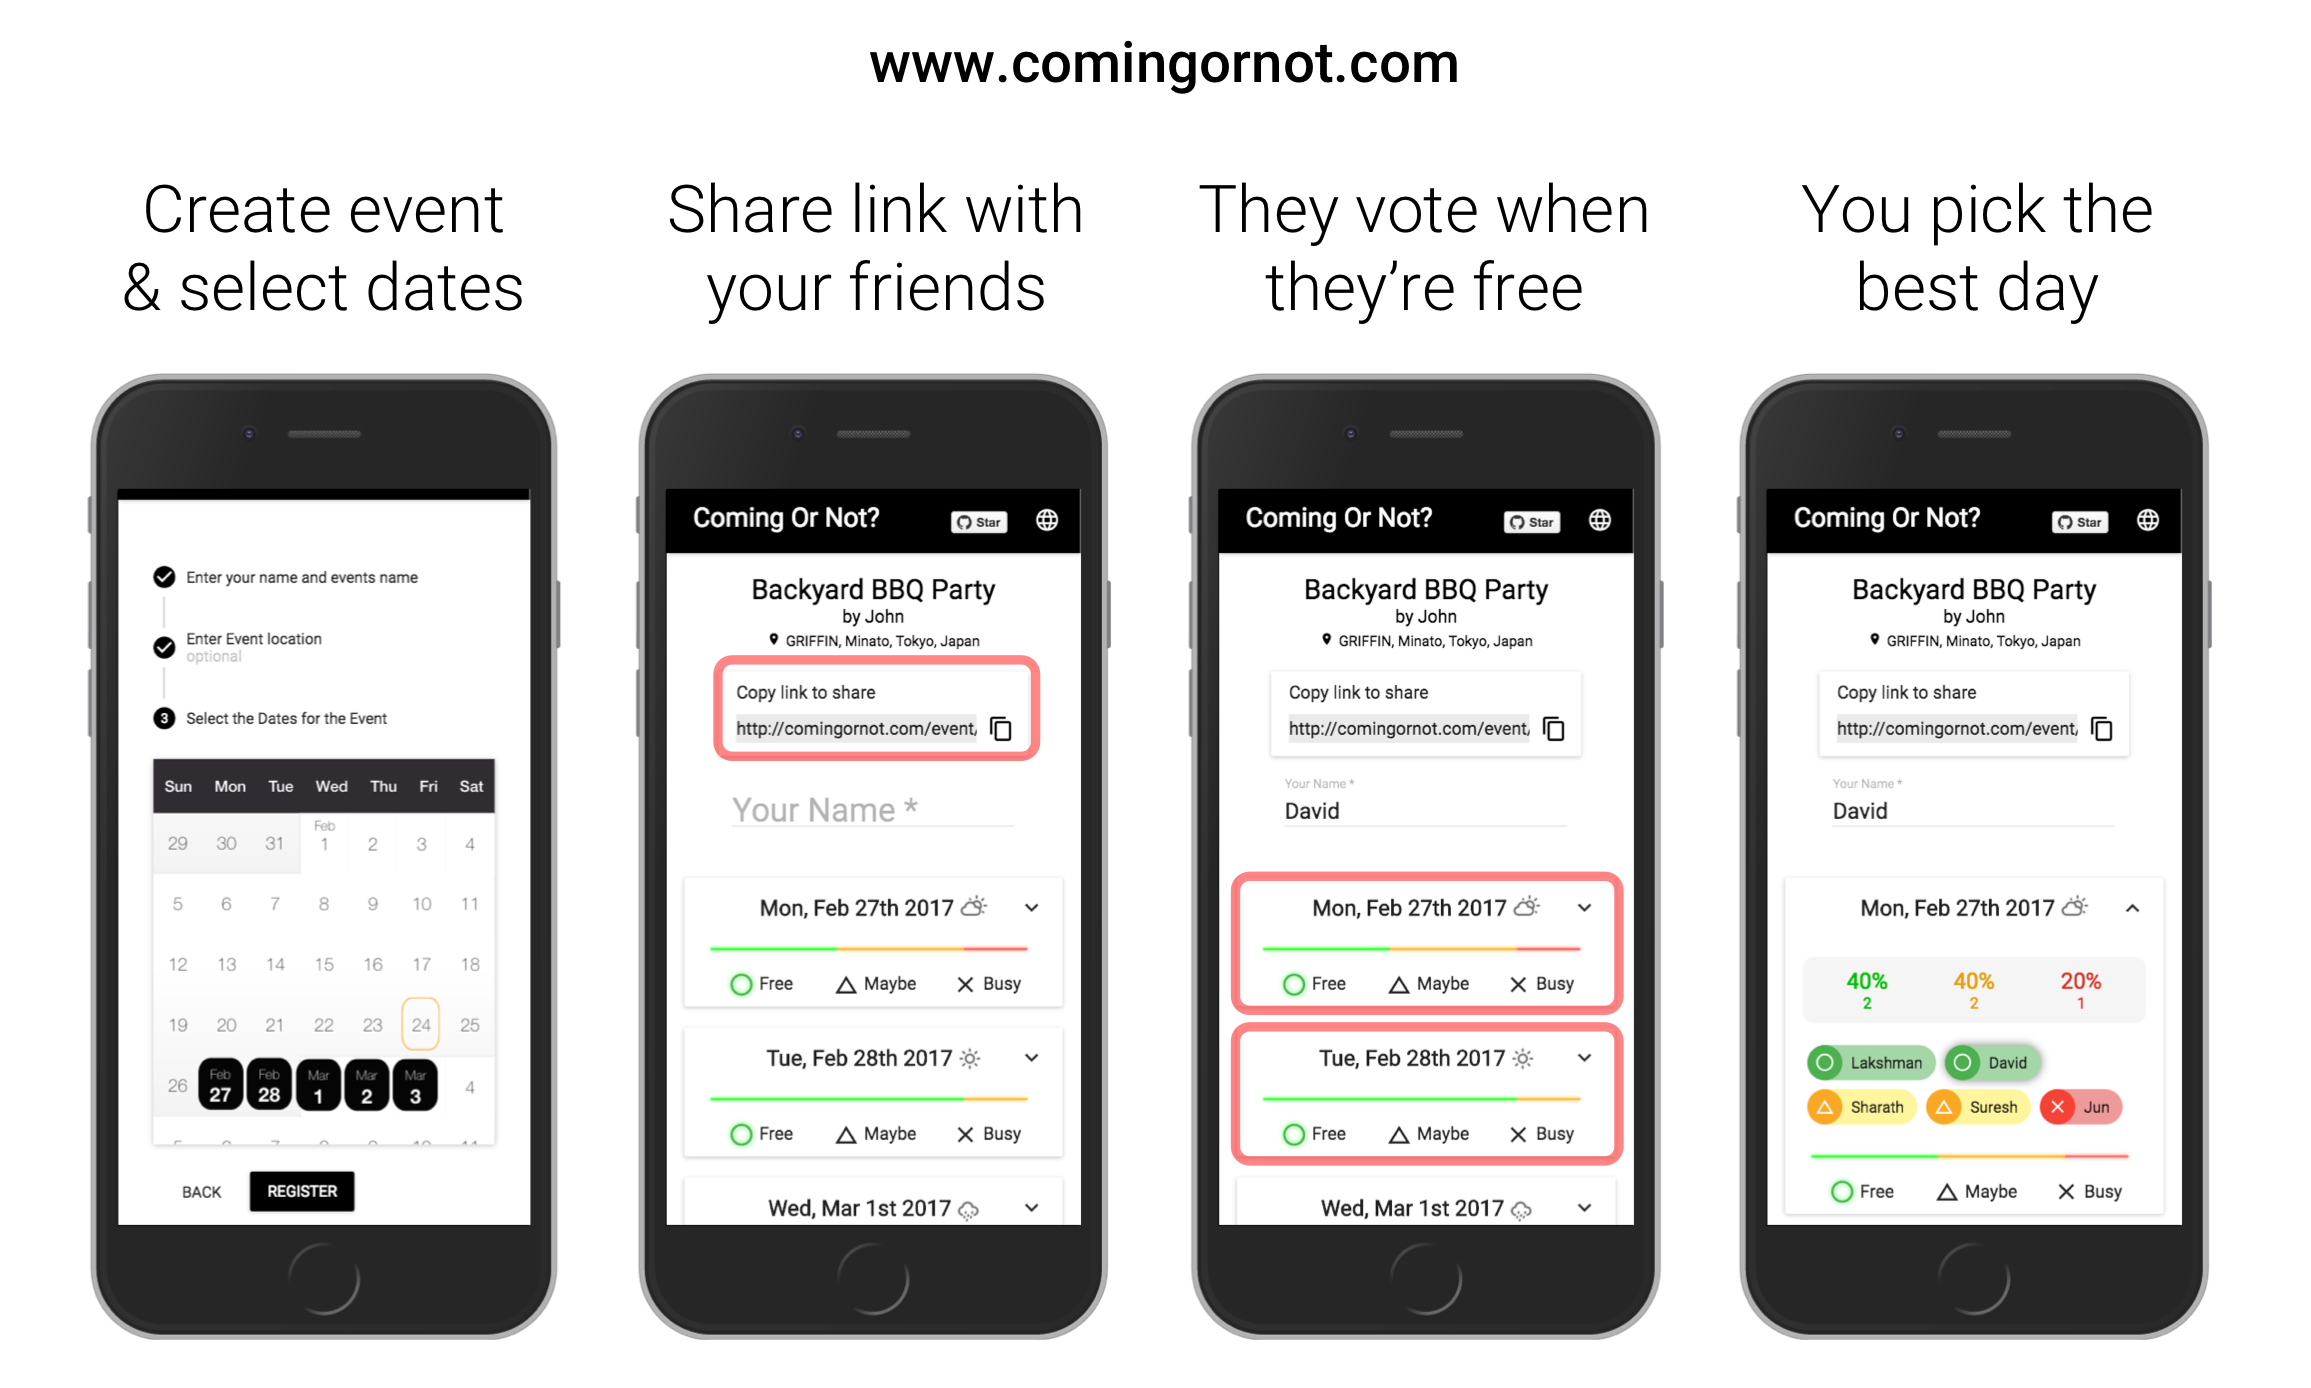 www.comingornot.com
Create event
& select dates
Share link with
your friends
They vote when
they’re free
You pick the
best day
Enter your name and events name
Enter Event location
optional
3 Select the Dates for the Event
Sun Mon Tue Wed Thu Fri Sat
Feb
29 30 31 1 2 3 4
5 6 7 8 9 10 11
12 13 14 15 16 17 18
19 20 21 22 23 24 25
Feb Feb Mar Mar Mar
26 27 28 1 2 3 4
BACK REGISTER
Coming Or Not? Star
Backyard BBQ Party
by John
GRIFFIN, Minato, Tokyo, Japan
Copy link to share
http://comingornot.com/event/
Your Name *
Mon, Feb 27th 2017
Free Maybe Busy
Tue, Feb 28th 2017
Free Maybe Busy
Wed, Mar 1st 2017
Coming Or Not? Star
Backyard BBQ Party
by John
GRIFFIN, Minato, Tokyo, Japan
Copy link to share
http://comingornot.com/event/
Your Name *
David
Mon, Feb 27th 2017
Free Maybe Busy
Tue, Feb 28th 2017
Free Maybe Busy
Wed, Mar 1st 2017
Coming Or Not? Star
Backyard BBQ Party
by John
GRIFFIN, Minato, Tokyo, Japan
Copy link to share
http://comingornot.com/event/
Your Name *
David
Mon, Feb 27th 2017
40% 40% 20%
2 2 1
Lakshman David
Sharath Suresh Jun
Free Maybe Busy